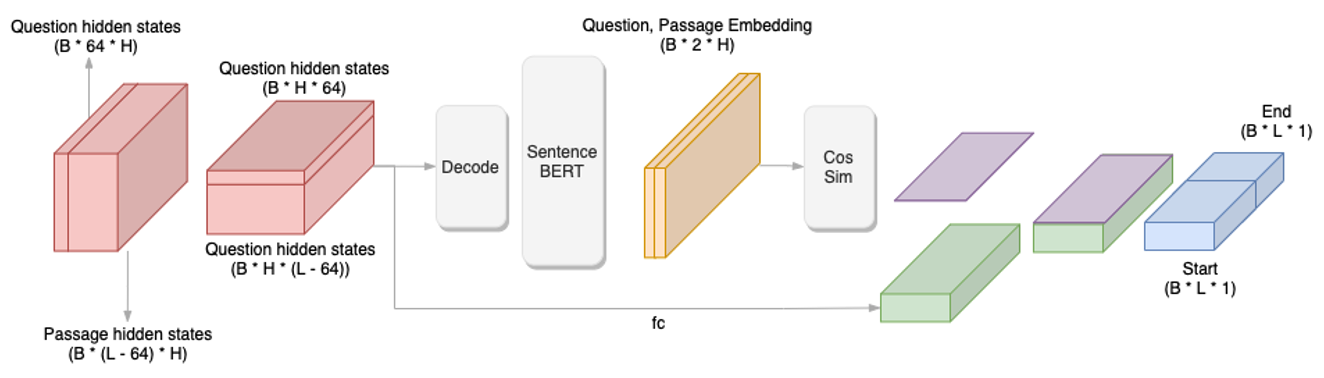 Question hidden states
(B * 64 * H)
Question hidden states
(B * H * 64)
Question hidden states
(B * H * (L - 64))
Passage hidden states
(B * (L - 64) * H)
Decode
Sentence
BERT
Question, Passage Embedding
(B * 2 * H)
Cos
Sim
fc
End
(B * L * 1)
Start
(B * L * 1)